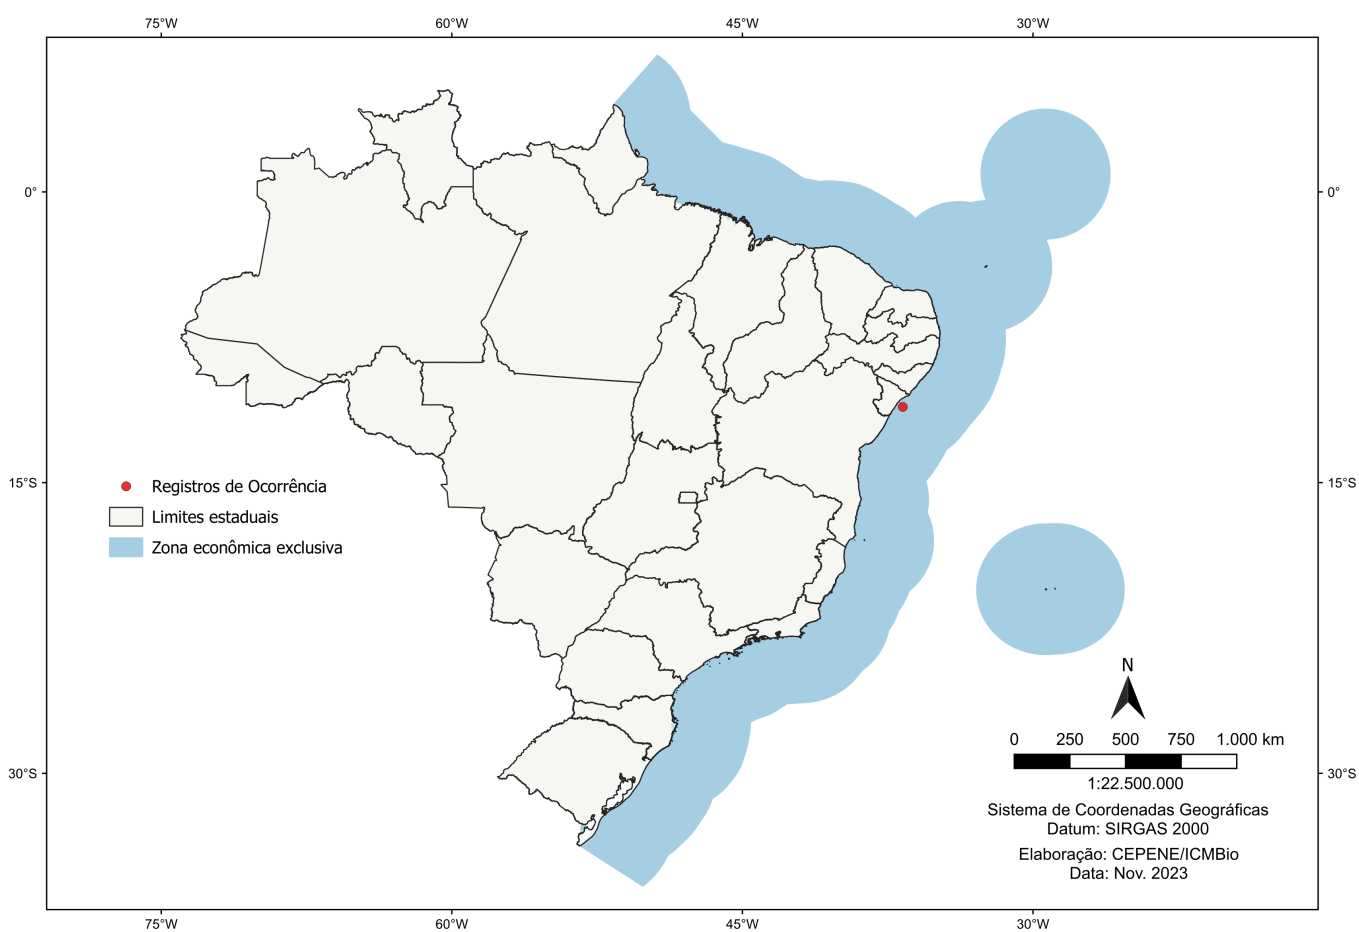 75°W 60°W 45°W 30°W
0° 0°
15°S 15°S
Registros de Ocorrência
Limites estaduais
Zona econômica exclusiva
N
0 250 500 750 1.000 km
1:22.500.000
30°S 30°S
Sistema de Coordenadas Geográficas
Datum: SIRGAS 2000
Elaboração: CEPENE/ICMBio
Data: Nov. 2023
75°W 60°W 45°W 30°W